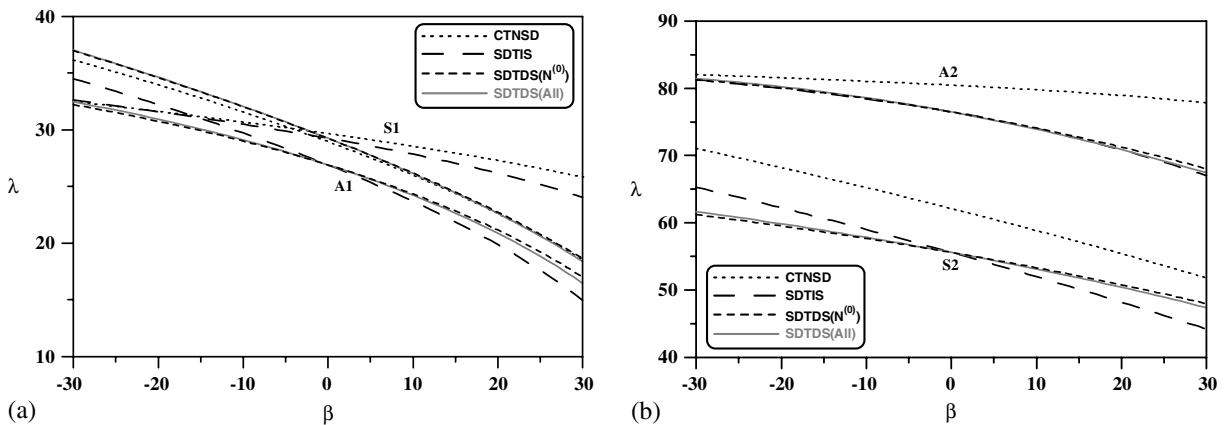 40
30
20
10
λ
-30 -20 -10 0 10 20 30
β
(a)
S1
A1
CTNSD
SDTIS
SDTDS(N⁽⁰⁾)
SDTDS(All)
90
80
70
60
50
40
λ
-30 -20 -10 0 10 20 30
β
(b)
A2
S2
CTNSD
SDTIS
SDTDS(N⁽⁰⁾)
SDTDS(All)